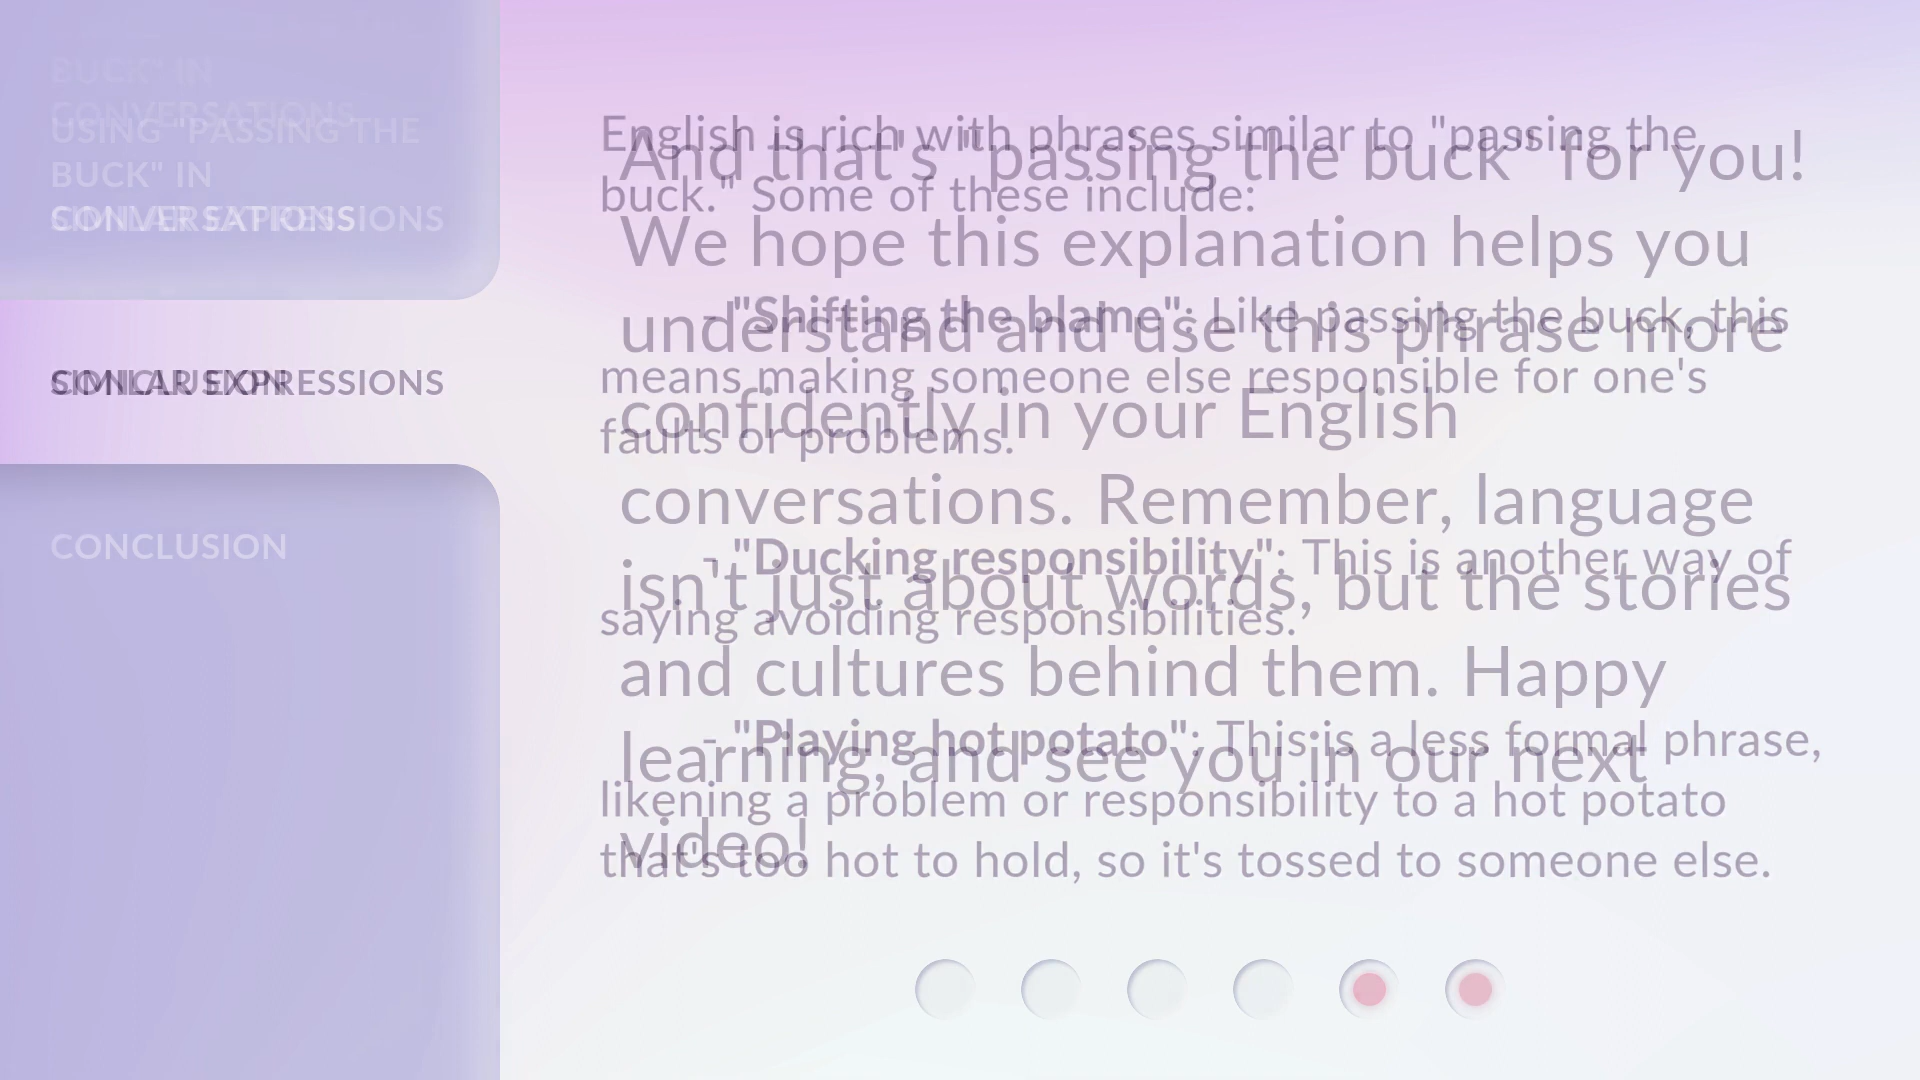 BUCK" IN
CONVERSATIONS
USING "PASSING THE
BUCK" IN
CONVERSATIONS
SIMILAR EXPRESSIONS
SIMILAR EXPRESSIONS
CONCLUSION
CONCLUSION
English is rich with phrases similar to "passing the
buck." Some of these include:
- "Shifting the blame": Like passing the buck, this
means making someone else responsible for one's
faults or problems.
- "Ducking responsibility": This is another way of
saying avoiding responsibilities.
- "Playing hot potato": This is a less formal phrase,
likening a problem or responsibility to a hot potato
that's too hot to hold, so it's tossed to someone else.
And that's "passing the buck" for you!
We hope this explanation helps you
understand and use this phrase more
confidently in your English
conversations. Remember, language
isn't just about words, but the stories
and cultures behind them. Happy
learning, and see you in our next
video!